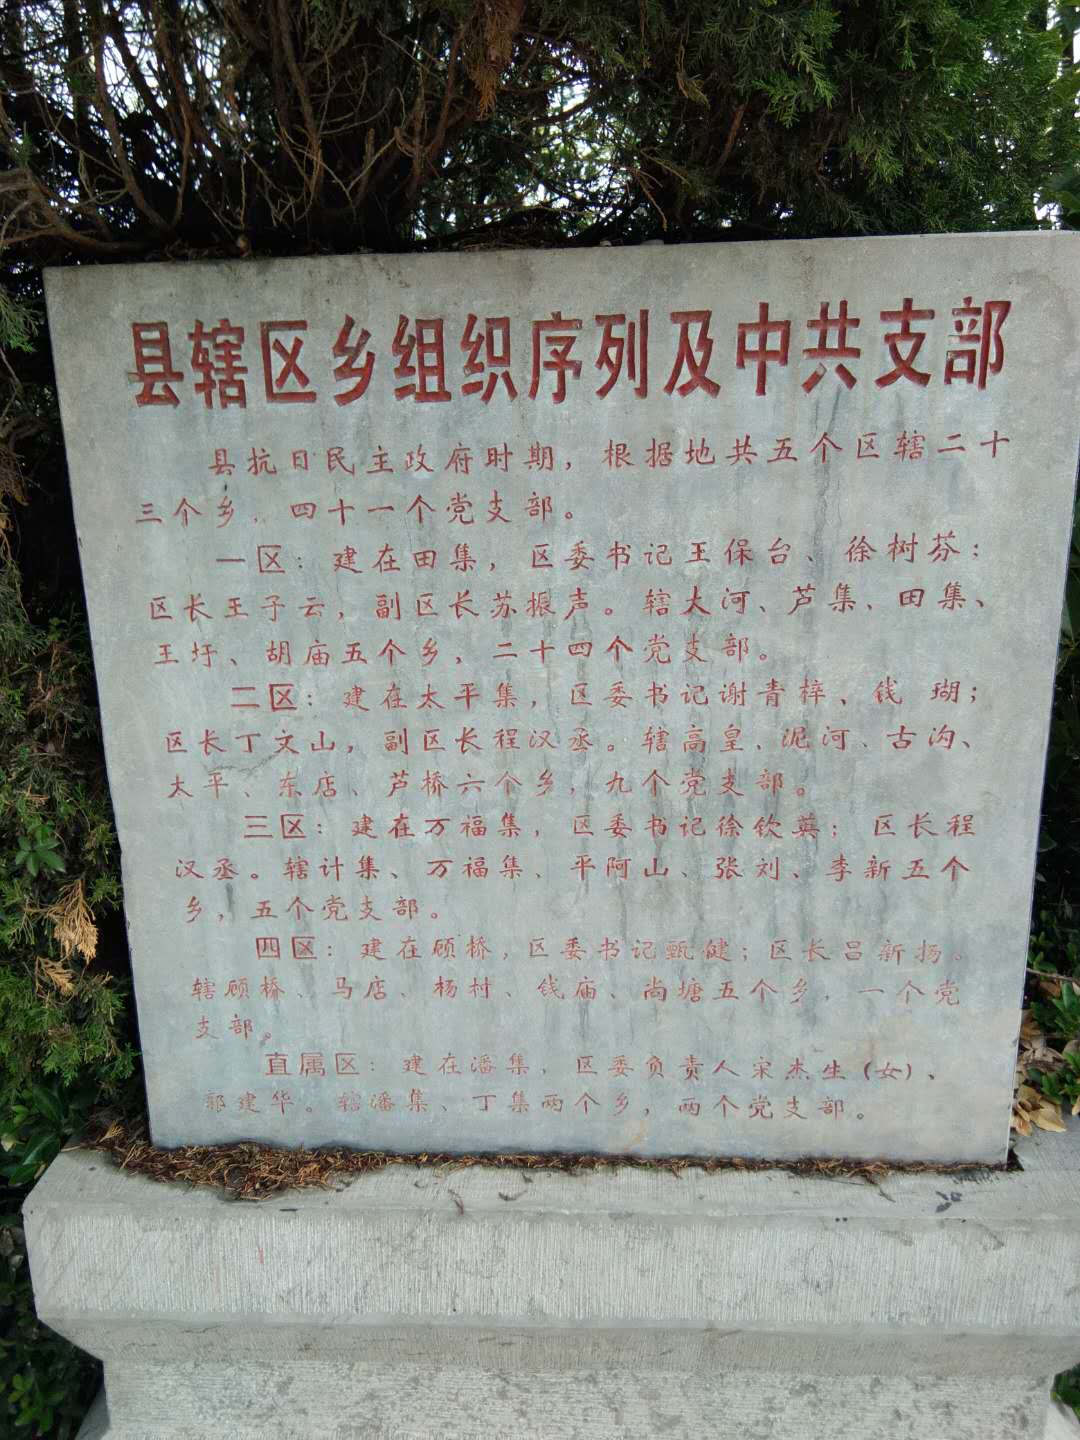 县辖区乡组织序列及中共支部
县抗日民主政府时期，根据地共五个区辖二十
三个乡，四十一个党支部。
一区：建在田集，区委书记王保台、徐树芬；
区长王子云，副区长苏振声。辖大河、芦集、田集、
王圩、胡庙五个乡，二十四个党支部。
二区：建在太平集，区委书记谢青梓、钱 瑚；
区长丁文山，副区长程汉丞。辖高皇、泥河、古沟、
太平、东店、芦桥六个乡，九个党支部。
三区：建在万福集，区委书记徐钦英；区长程
汉丞。辖计集、万福集、平阿山、张刘、李新五个
乡，五个党支部。
四区：建在顾桥，区委书记甄健；区长吕新扬。
辖顾桥、马店、杨村、钱庙、尚塘五个乡，一个党
支部。
直属区：建在潘集，区委负责人宋杰生（女）、
郭建华。辖潘集、丁集两个乡，两个党支部。